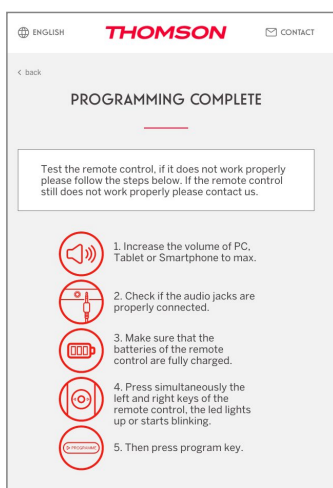 ENGLISH
THOMSON
CONTACT
< back
PROGRAMMING COMPLETE
Test the remote control, if it does not work properly
please follow the steps below. If the remote control
still does not work properly please contact us.
1. Increase the volume of PC,
Tablet or Smartphone to max.
2. Check if the audio jacks are
properly connected.
3. Make sure that the
batteries of the remote
control are fully charged.
4. Press simultaneously the
left and right keys of the
remote control, the led lights
up or starts blinking.
PROGRAMME
5. Then press program key.